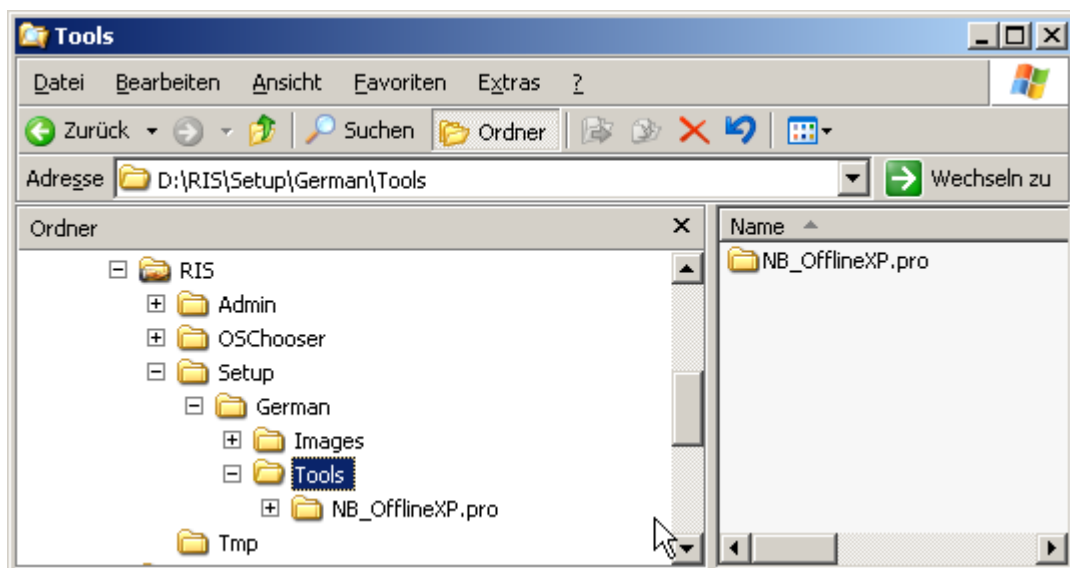 Tools
Datei Bearbeiten Ansicht Favoriten Extras ?
Zurück Suchen Ordner
Adresse D:\RIS\Setup\German\Tools Wechseln zu
Ordner
Name
RIS
NB_OfflineXP.pro
Admin
OSChooser
Setup
German
Images
Tools
NB_OfflineXP.pro
Tmp